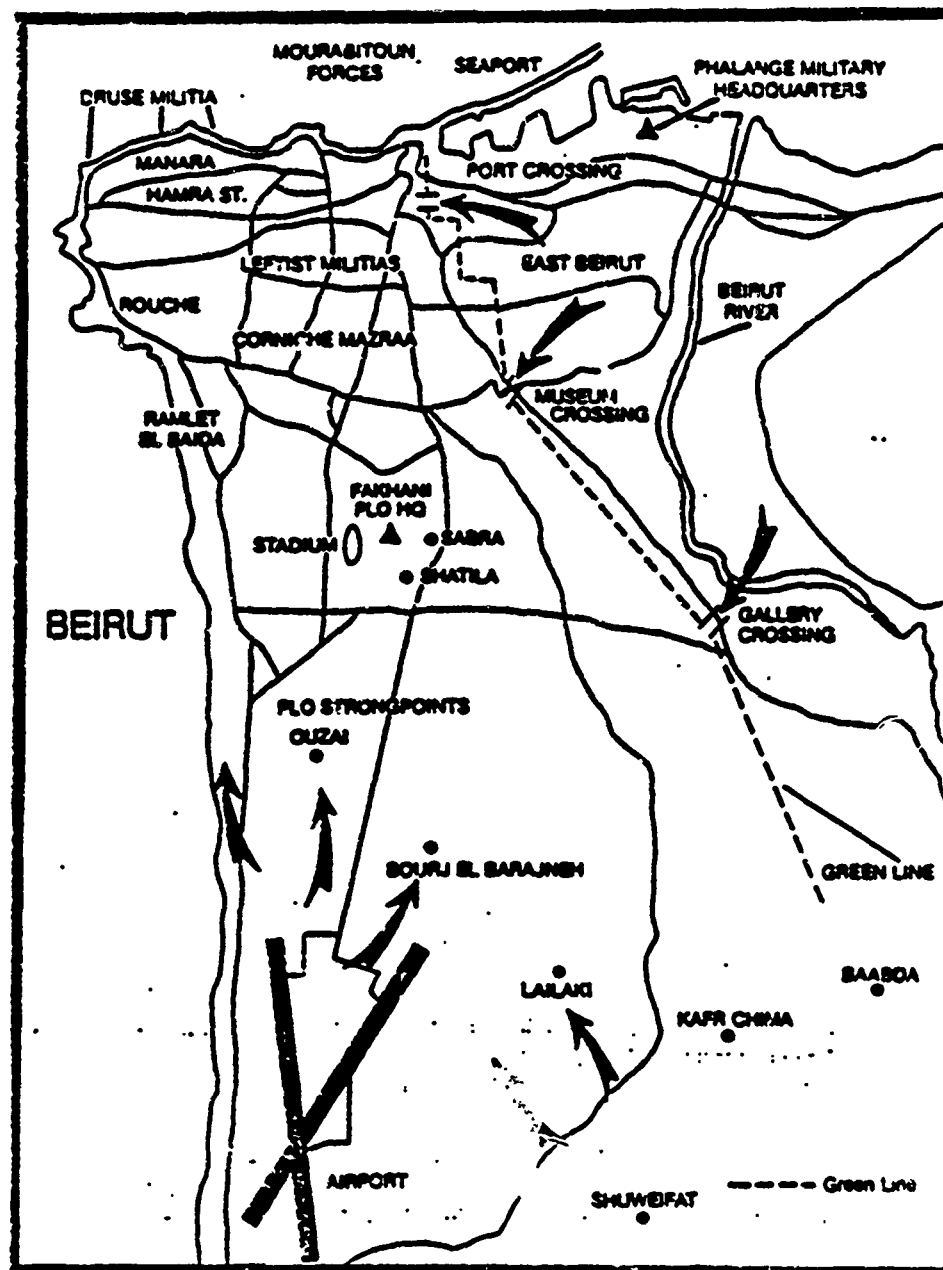 MOURABITOUN
FORCES
SEAPORT
PHALANGE MILITARY
HEADQUARTERS
DRUSE MILITIA
MANARA
PORT CROSSING
HAMRA ST.
LEFTIST MILITIAS
EAST BEIRUT
ROUCHE
BEIRUT
RIVER
CORNICHE MAZRAA
MUSEUM
CROSSING
RAMLET
EL BAIDA
FAKHANI
PLO HQ
STADIUM
SABRA
SHATILA
BEIRUT
GALLERY
CROSSING
PLO STRONGPOINTS
OUZAI
BOURJ EL BARAJNEH
GREEN LINE
LAILAKI
BAABDA
KAFR CHIMA
AIRPORT
SHUWEIFAT
Green Line